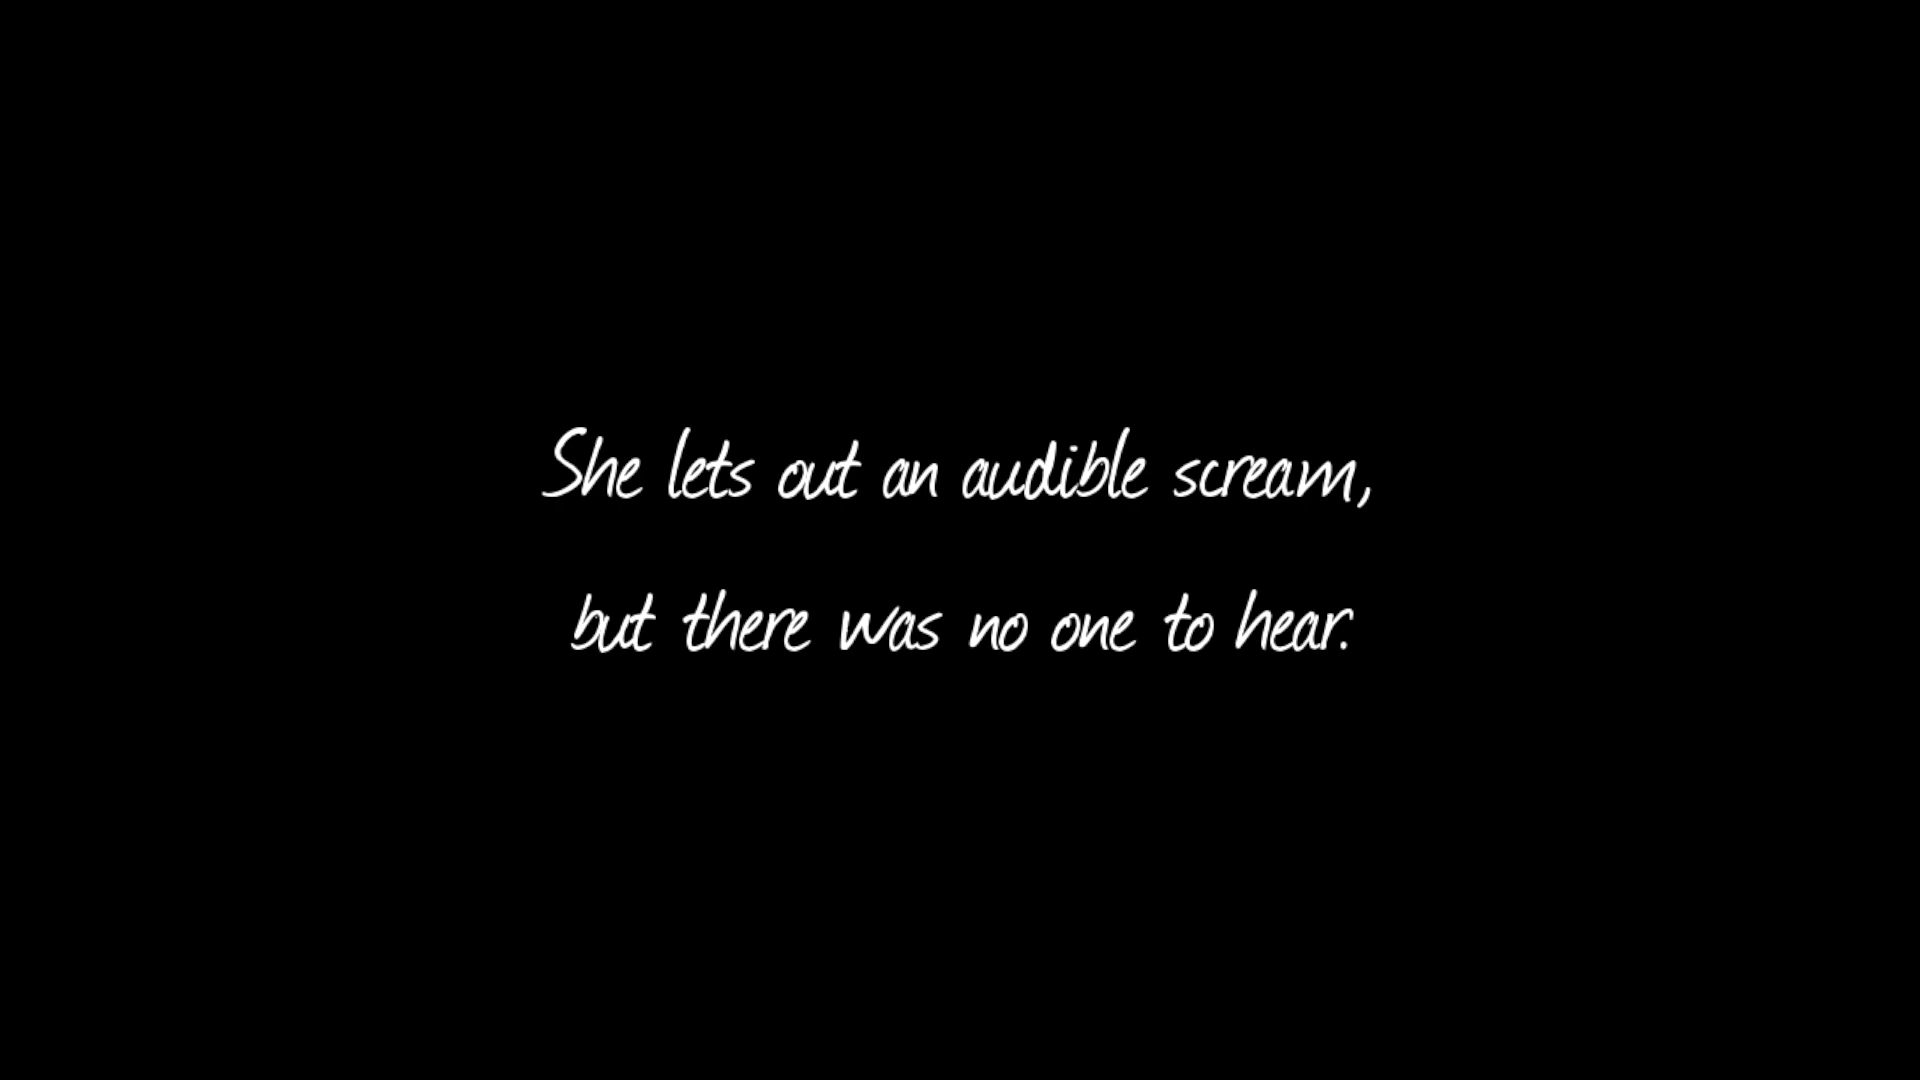 She lets out an audible scream,
but there was no one to hear.